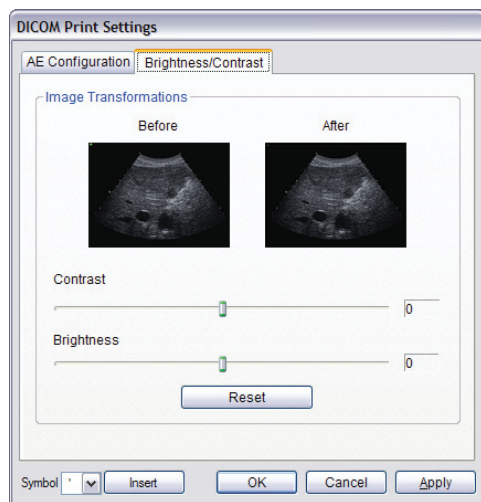 DICOM Print Settings
AE Configuration Brightness/Contrast
Image Transformations
Before After
Contrast
0
Brightness
0
Reset
Symbol ' Insert OK Cancel Apply